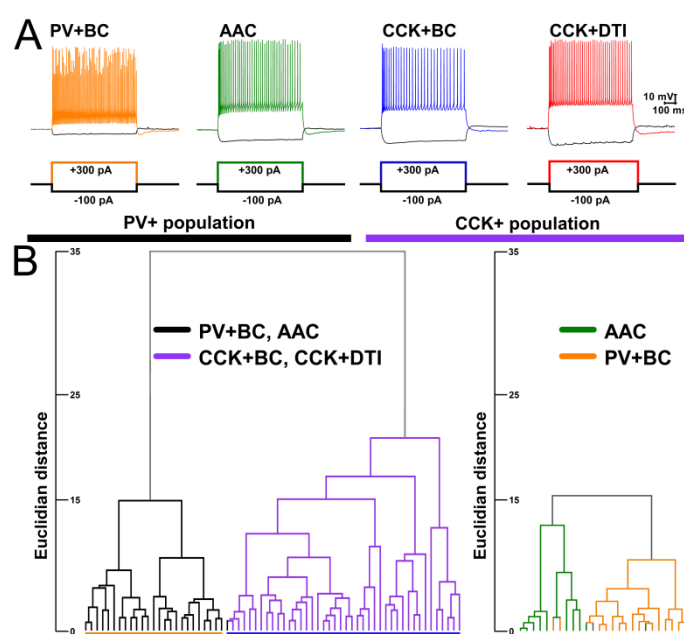 A
PV+BC
AAC
CCK+BC
CCK+DTI
10 mV
100 ms
+300 pA
+300 pA
+300 pA
+300 pA
-100 pA
-100 pA
-100 pA
-100 pA
PV+ population
CCK+ population
B
35
25
15
0
Euclidian distance
PV+BC, AAC
CCK+BC, CCK+DTI
35
25
15
0
Euclidian distance
AAC
PV+BC